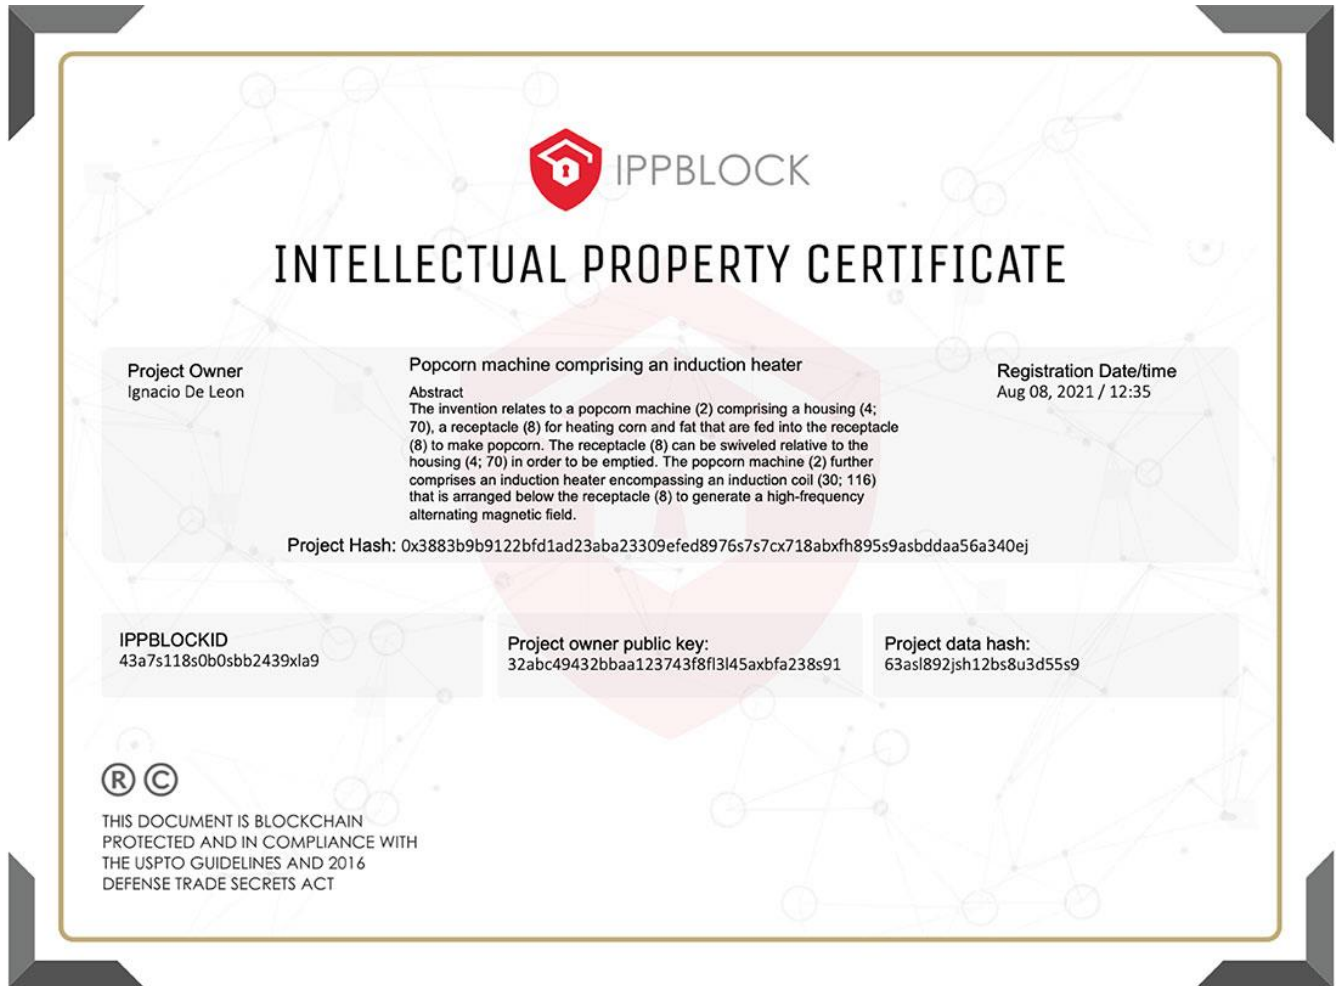 IPPBLOCK
INTELLECTUAL PROPERTY CERTIFICATE
Project Owner
Ignacio De Leon
Popcorn machine comprising an induction heater
Abstract
The invention relates to a popcorn machine (2) comprising a housing (4;
70), a receptacle (8) for heating corn and fat that are fed into the receptacle
(8) to make popcorn. The receptacle (8) can be swiveled relative to the
housing (4; 70) in order to be emptied. The popcorn machine (2) further
comprises an induction heater encompassing an induction coil (30; 116)
that is arranged below the receptacle (8) to generate a high-frequency
alternating magnetic field.
Registration Date/time
Aug 08, 2021 / 12:35
Project Hash: 0x3883b9b9122bfd1ad23aba23309efed8976s7s7cx718abxfh895s9asbddaa56a340ej
IPPBLOCKID
43a7s118s0b0sbb2439xla9
Project owner public key:
32abc49432bbaa123743f8fl3l45axbfa238s91
Project data hash:
63asl892jsh12bs8u3d55s9
® ©
THIS DOCUMENT IS BLOCKCHAIN
PROTECTED AND IN COMPLIANCE WITH
THE USPTO GUIDELINES AND 2016
DEFENSE TRADE SECRETS ACT